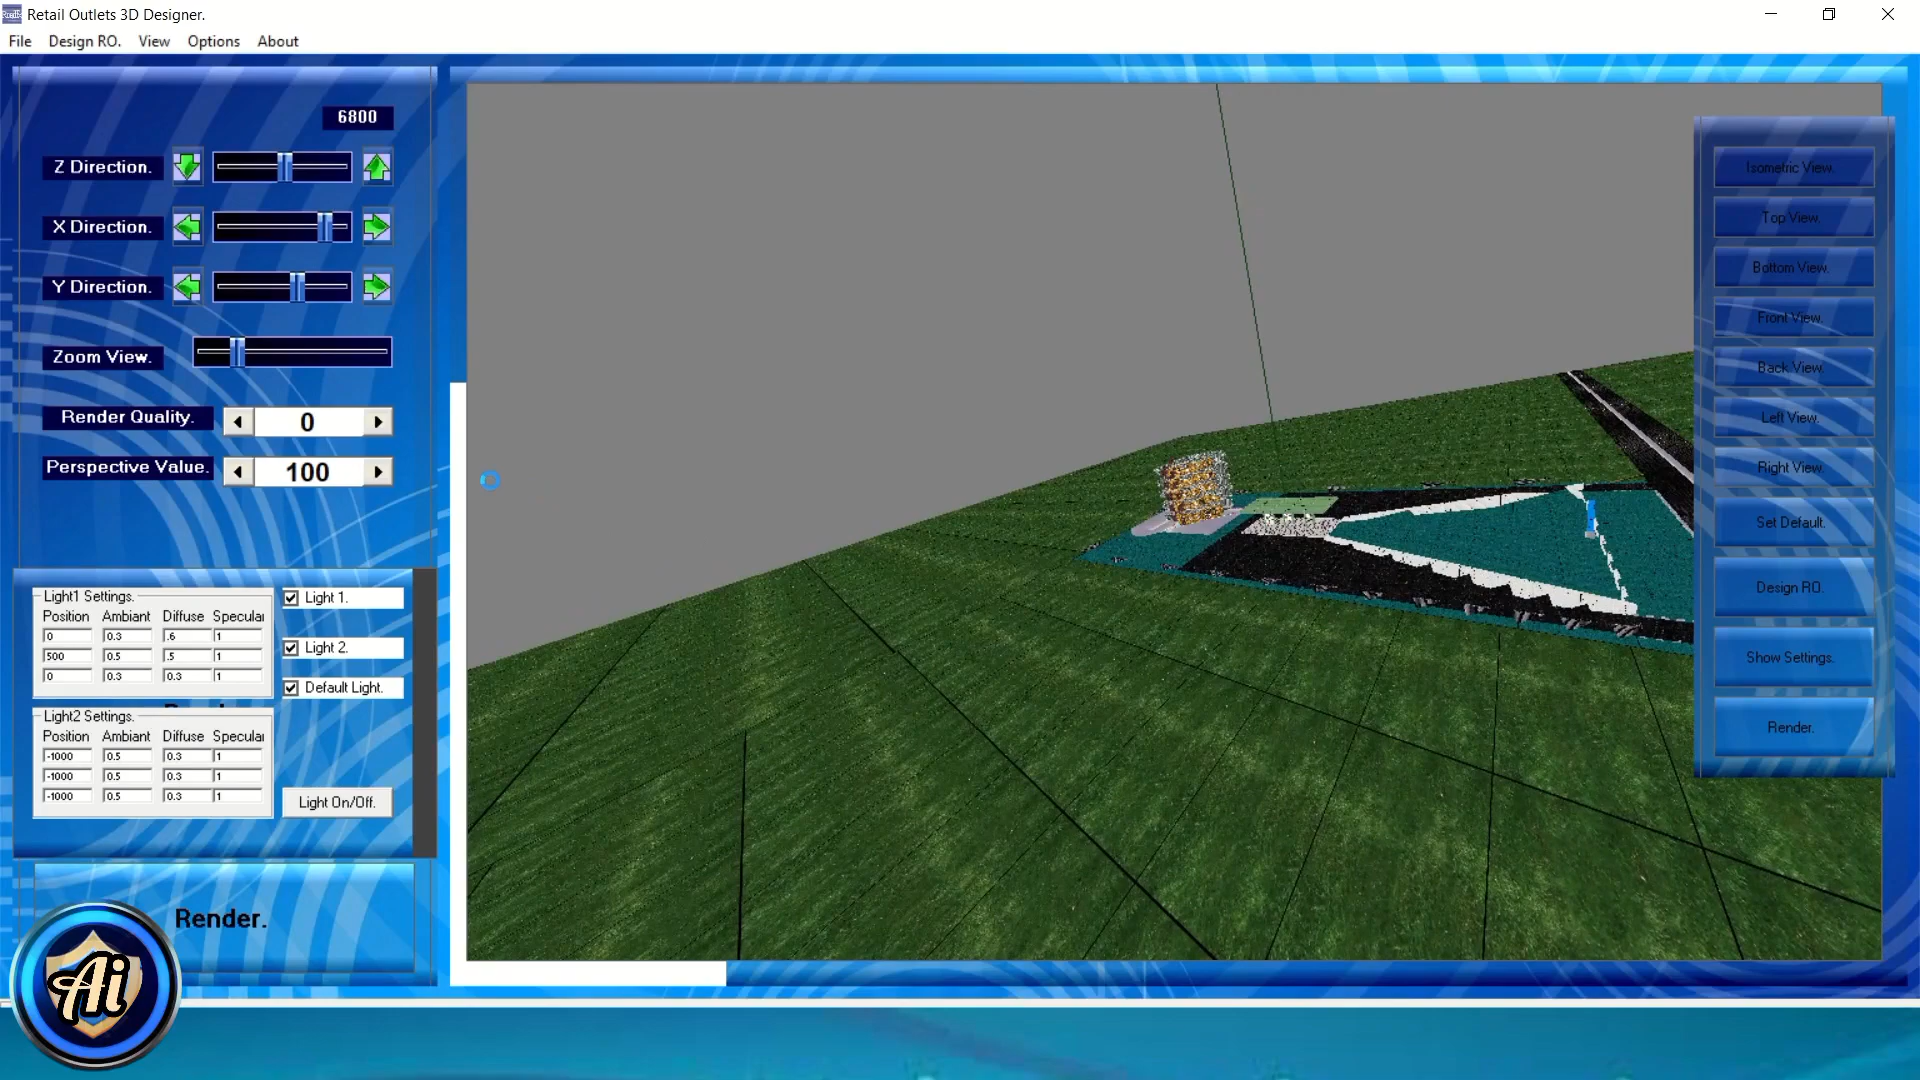 Retail Outlets 3D Designer.
File Design RO. View Options About
6800
Z Direction.
X Direction.
Y Direction.
Zoom View.
Render Quality. 0
Perspective Value. 100
Light1 Settings.
Position Ambiant Diffuse Specular
0 0.3 .6 1
500 0.5 .5 1
0 0.3 0.3 1
Light 1.
Light 2.
Default Light.
Light2 Settings.
Position Ambiant Diffuse Specular
-1000 0.5 0.3 1
-1000 0.5 0.3 1
-1000 0.5 0.3 1
Light On/Off.
Render.
Ai
Isometric View.
Top View.
Bottom View.
Front View.
Back View.
Left View.
Right View.
Set Default.
Design RO.
Show Settings.
Render.